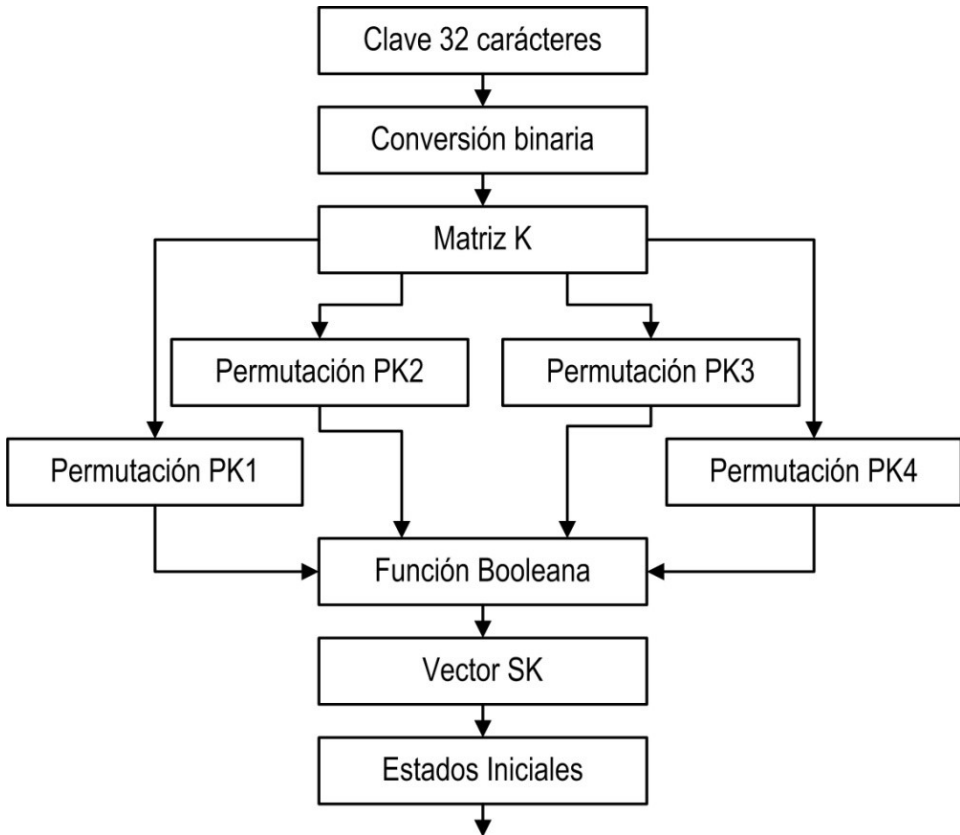 Clave 32 carácteres
Conversión binaria
Matriz K
Permutación PK2
Permutación PK3
Permutación PK1
Permutación PK4
Función Booleana
Vector SK
Estados Iniciales